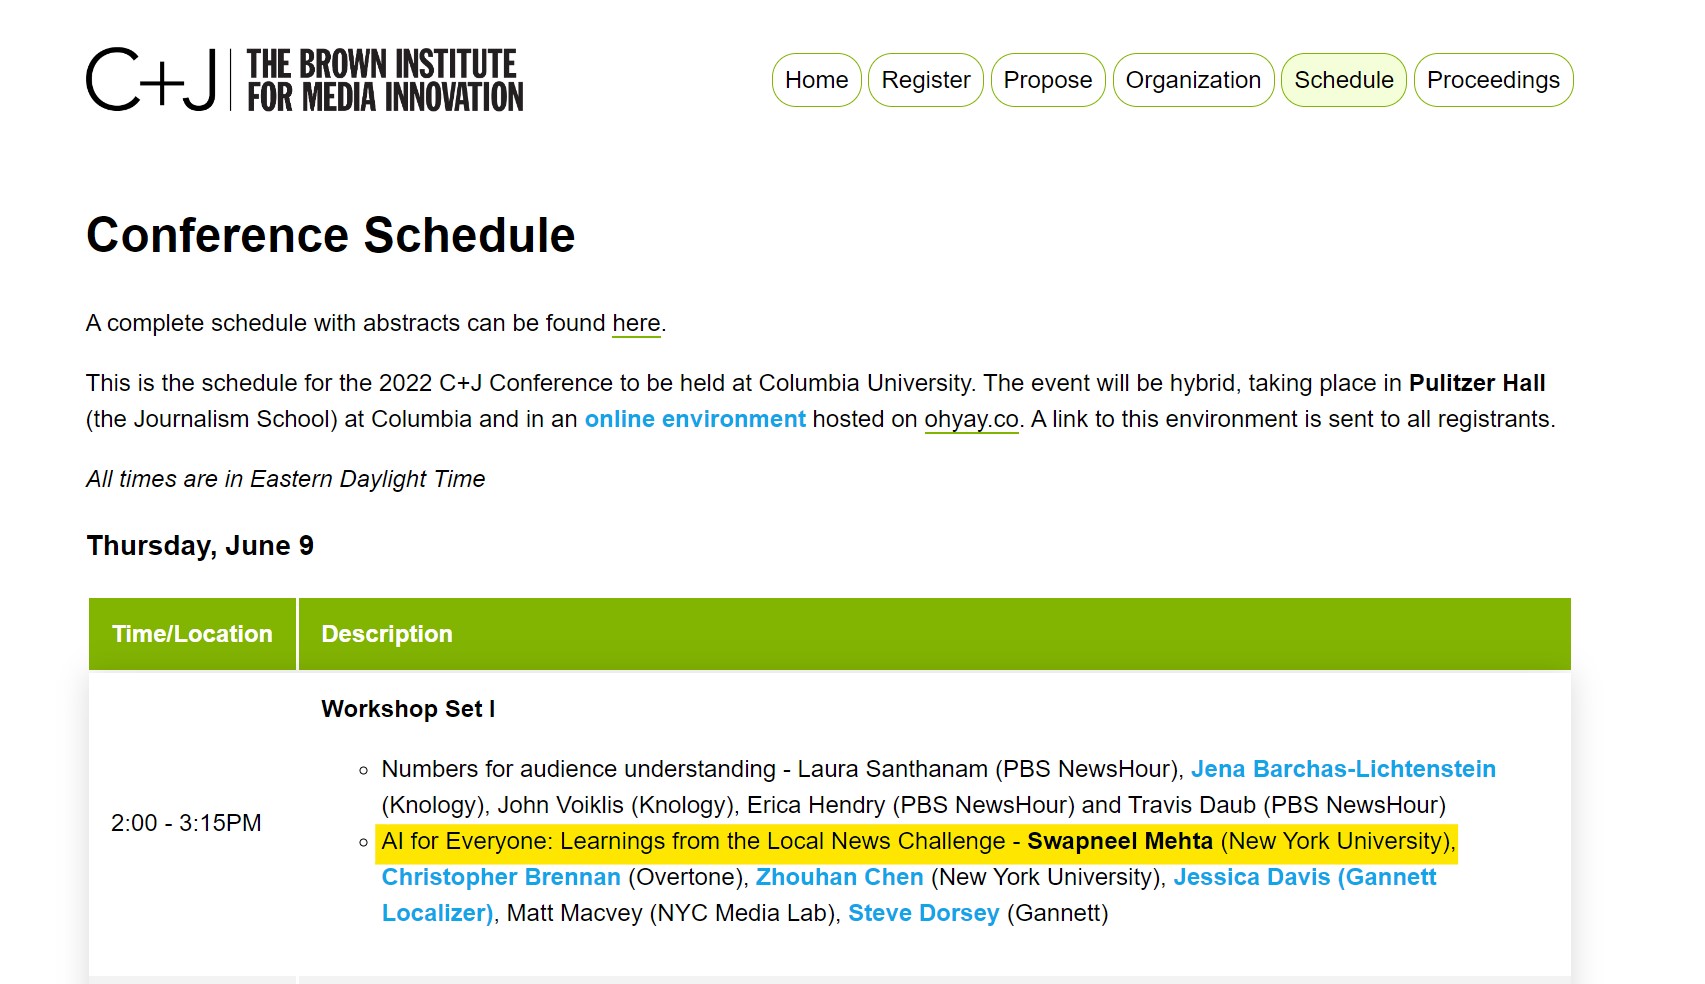 C+J THE BROWN INSTITUTE
FOR MEDIA INNOVATION
Home Register Propose Organization Schedule Proceedings
Conference Schedule
A complete schedule with abstracts can be found here.
This is the schedule for the 2022 C+J Conference to be held at Columbia University. The event will be hybrid, taking place in Pulitzer Hall
(the Journalism School) at Columbia and in an online environment hosted on ohyay.co. A link to this environment is sent to all registrants.
All times are in Eastern Daylight Time
Thursday, June 9
Time/Location Description
Workshop Set I
2:00 - 3:15PM
Numbers for audience understanding - Laura Santhanam (PBS NewsHour), Jena Barchas-Lichtenstein
(Knology), John Voiklis (Knology), Erica Hendry (PBS NewsHour) and Travis Daub (PBS NewsHour)
AI for Everyone: Learnings from the Local News Challenge - Swapneel Mehta (New York University),
Christopher Brennan (Overtone), Zhouhan Chen (New York University), Jessica Davis (Gannett
Localizer), Matt Macvey (NYC Media Lab), Steve Dorsey (Gannett)